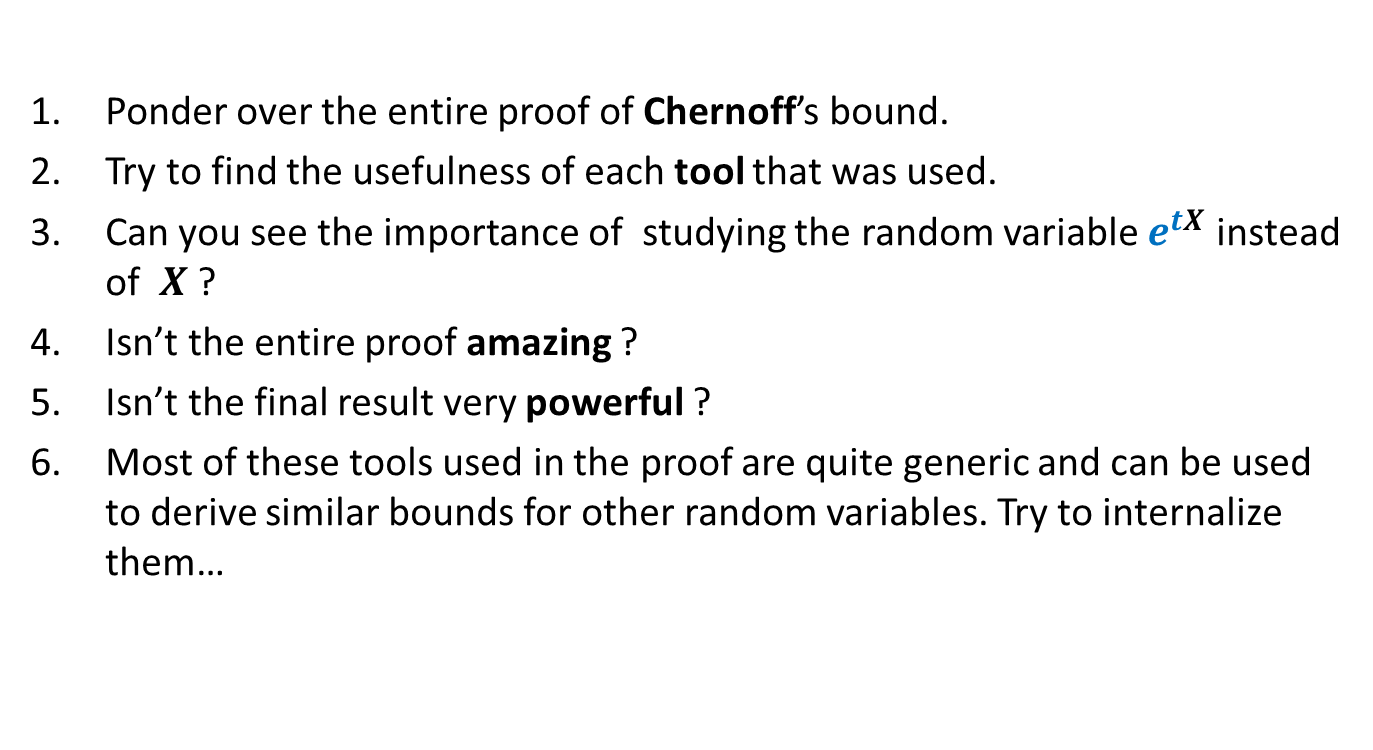 1. Ponder over the entire proof of Chernoff's bound.
2. Try to find the usefulness of each tool that was used.
3. Can you see the importance of studying the random variable e^{tX} instead
of X ?
4. Isn't the entire proof amazing ?
5. Isn't the final result very powerful ?
6. Most of these tools used in the proof are quite generic and can be used
to derive similar bounds for other random variables. Try to internalize
them…